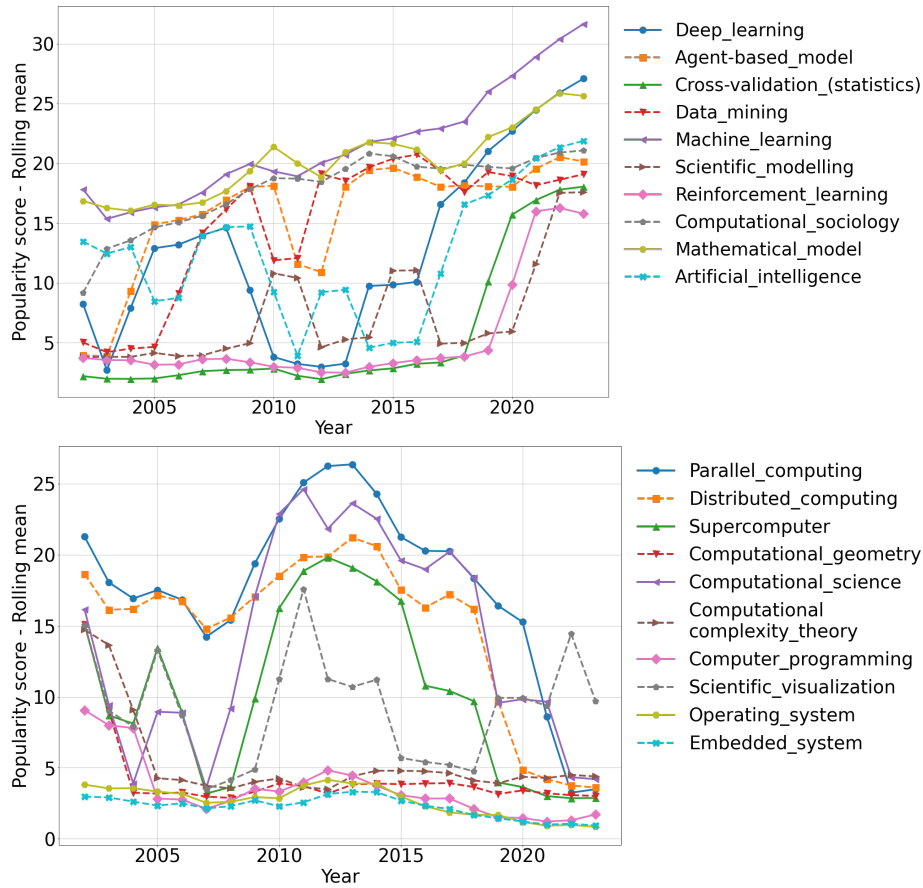 Popularity score - Rolling mean
30
25
20
15
10
5
2005
2010
2015
2020
Year
Deep_learning
Agent-based_model
Cross-validation_(statistics)
Data_mining
Machine_learning
Scientific_modelling
Reinforcement_learning
Computational_sociology
Mathematical_model
Artificial_intelligence
Popularity score - Rolling mean
25
20
15
10
5
0
2005
2010
2015
2020
Year
Parallel_computing
Distributed_computing
Supercomputer
Computational_geometry
Computational_science
Computational
complexity_theory
Computer_programming
Scientific_visualization
Operating_system
Embedded_system